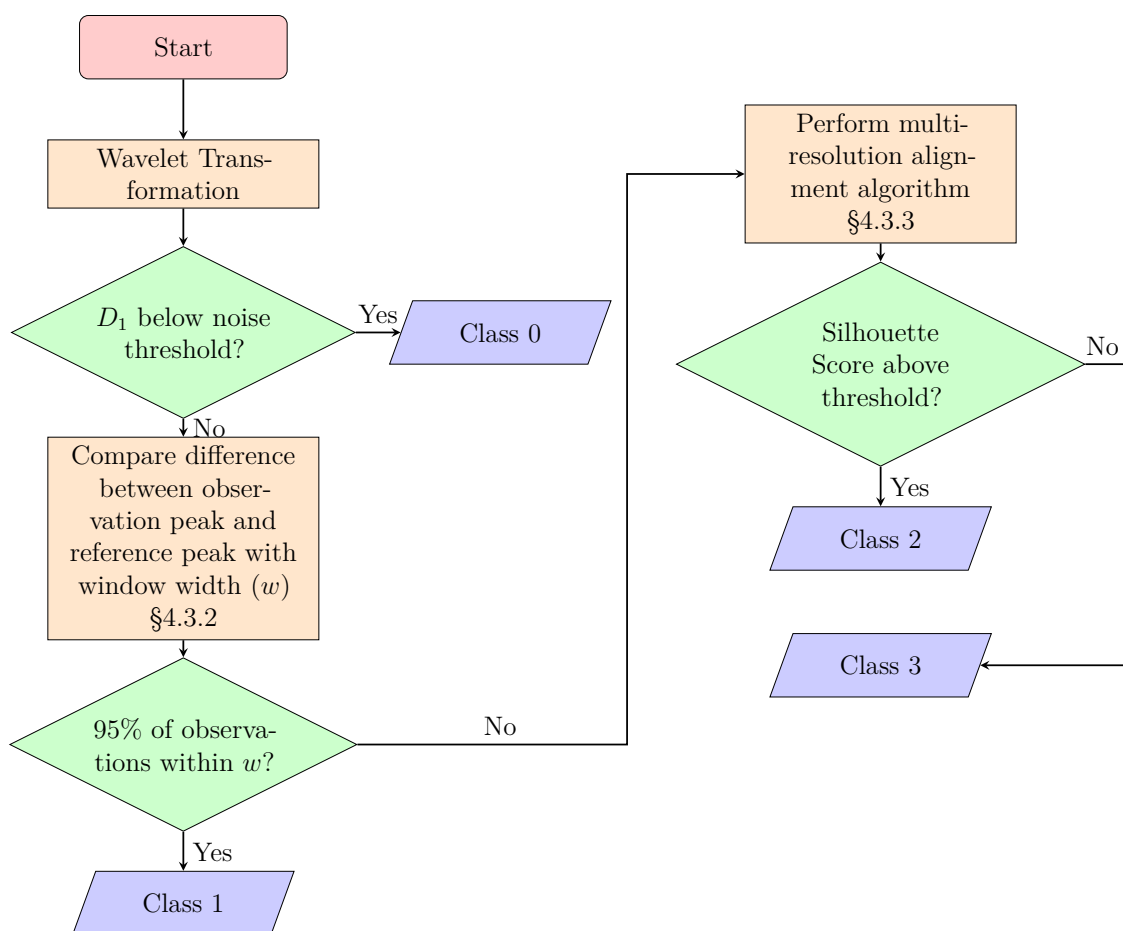 Start
Wavelet Trans-
formation
D₁ below noise
threshold?
Yes
Class 0
No
Compare difference
between obser-
vation peak and
reference peak with
window width (w)
§4.3.2
95% of observa-
tions within w?
No
Yes
Class 1
Perform multi-
resolution align-
ment algorithm
§4.3.3
Silhouette
Score above
threshold?
No
Yes
Class 2
Class 3